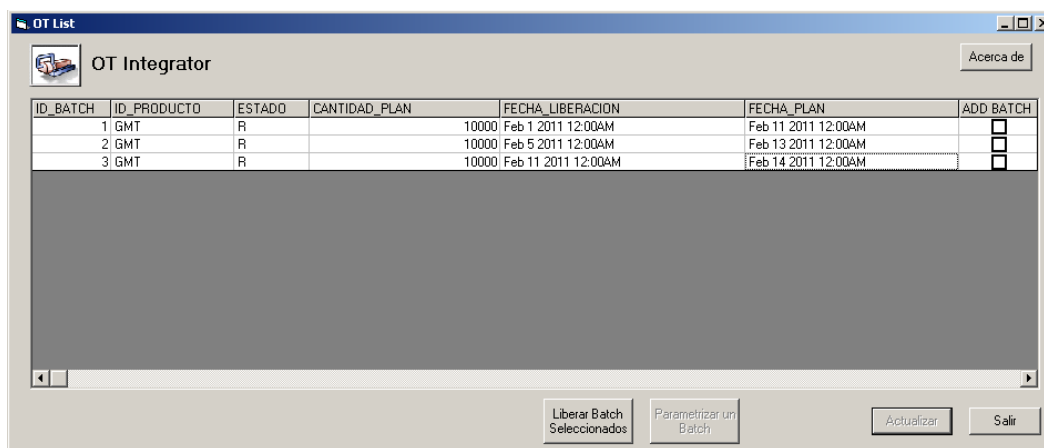 OT List
OT Integrator
Acerca de
ID_BATCH ID_PRODUCTO ESTADO CANTIDAD_PLAN FECHA_LIBERACION FECHA_PLAN ADD BATCH
1 GMT R 10000 Feb 1 2011 12:00AM Feb 11 2011 12:00AM
2 GMT R 10000 Feb 5 2011 12:00AM Feb 13 2011 12:00AM
3 GMT R 10000 Feb 11 2011 12:00AM Feb 14 2011 12:00AM
Liberar Batch
Seleccionados
Parametrizar un
Batch
Actualizar
Salir